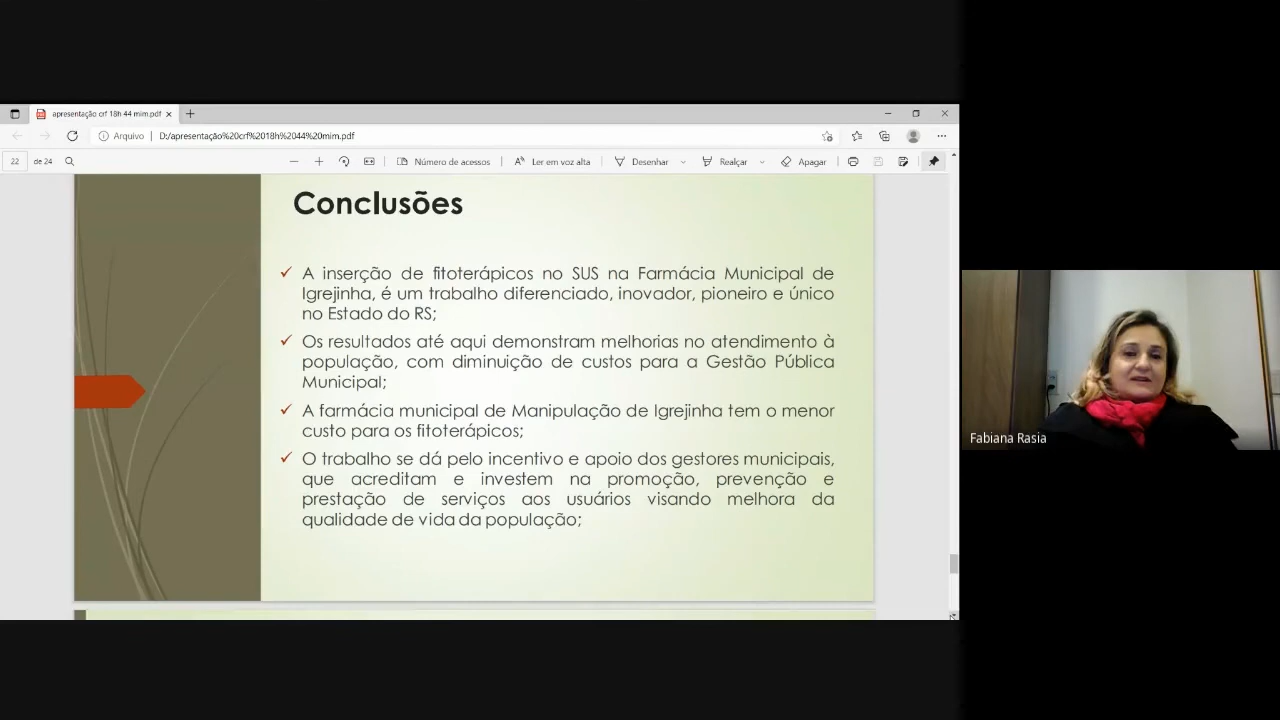 apresentação crf 18h 44 mim.pdf
Arquivo
D:/apresentação%20crf%2018h%2044%20mim.pdf
22 de 24
Número de acessos
Ler em voz alta
Desenhar
Realçar
Apagar
Conclusões
A inserção de fitoterápicos no SUS na Farmácia Municipal de
Igrejinha, é um trabalho diferenciado, inovador, pioneiro e único
no Estado do RS;
Os resultados até aqui demonstram melhorias no atendimento à
população, com diminuição de custos para a Gestão Pública
Municipal;
A farmácia municipal de Manipulação de Igrejinha tem o menor
custo para os fitoterápicos;
O trabalho se dá pelo incentivo e apoio dos gestores municipais,
que acreditam e investem na promoção, prevenção e
prestação de serviços aos usuários visando melhora da
qualidade de vida da população;
Fabiana Rasia